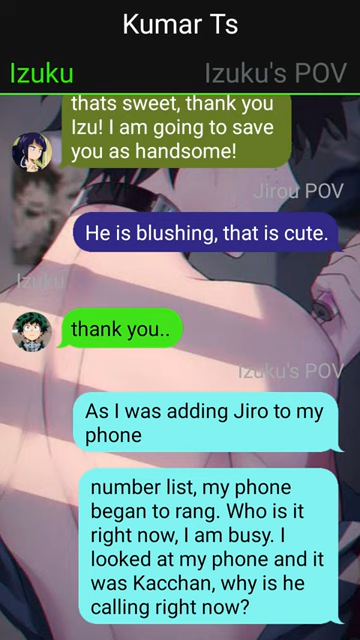 Kumar Ts
Izuku
Izuku's POV
thats sweet, thank you
Izu! I am going to save
you as handsome!
Jirou POV
He is blushing, that is cute.
Izuku
thank you..
Izuku's POV
As I was adding Jiro to my
phone
number list, my phone
began to rang. Who is it
right now, I am busy. I
looked at my phone and it
was Kacchan, why is he
calling right now?